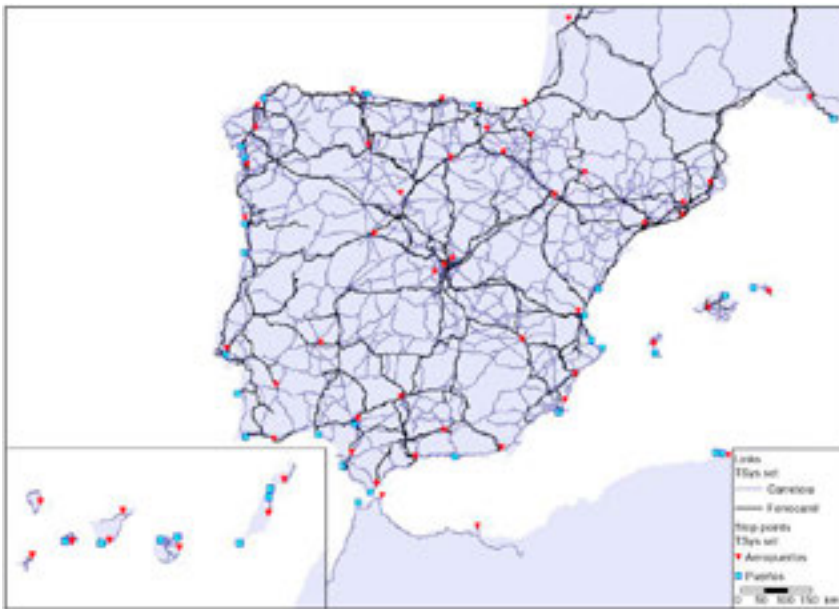 Links
TSys set
Carretera
Ferrocarril
Stop points
TSys set
Aeropuertos
Puertos
0 50 100 150 km